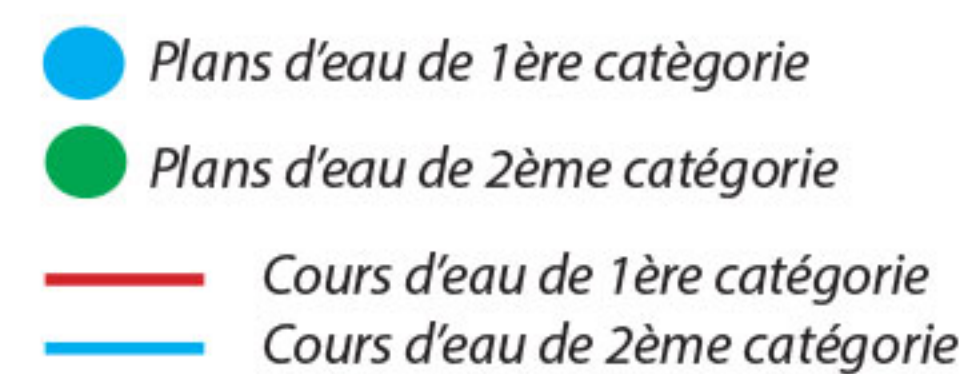 Plans d'eau de 1ère catègorie
Plans d'eau de 2ème catégorie
Cours d'eau de 1ère catégorie
Cours d'eau de 2ème catégorie